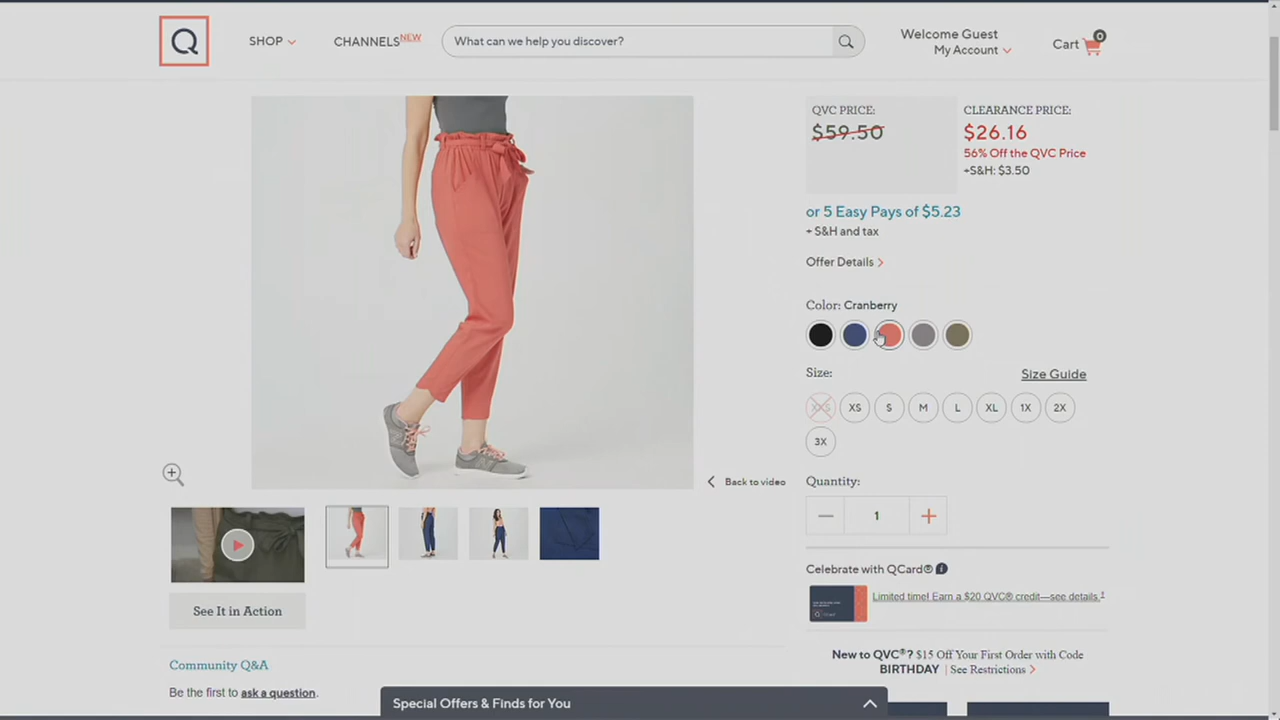 Q
SHOP
CHANNELS NEW
What can we help you discover?
Welcome Guest
My Account
Cart 0
QVC PRICE:
$59.50
CLEARANCE PRICE:
$26.16
56% Off the QVC Price
+S&H: $3.50
or 5 Easy Pays of $5.23
+ S&H and tax
Offer Details
Color: Cranberry
Size:
Size Guide
XXS XS S M L XL 1X 2X
3X
Back to video
Quantity:
1
Celebrate with QCard®
Limited time! Earn a $20 QVC® credit—see details.1
See It in Action
New to QVC®? $15 Off Your First Order with Code
BIRTHDAY | See Restrictions
Community Q&A
Be the first to ask a question.
Special Offers & Finds for You